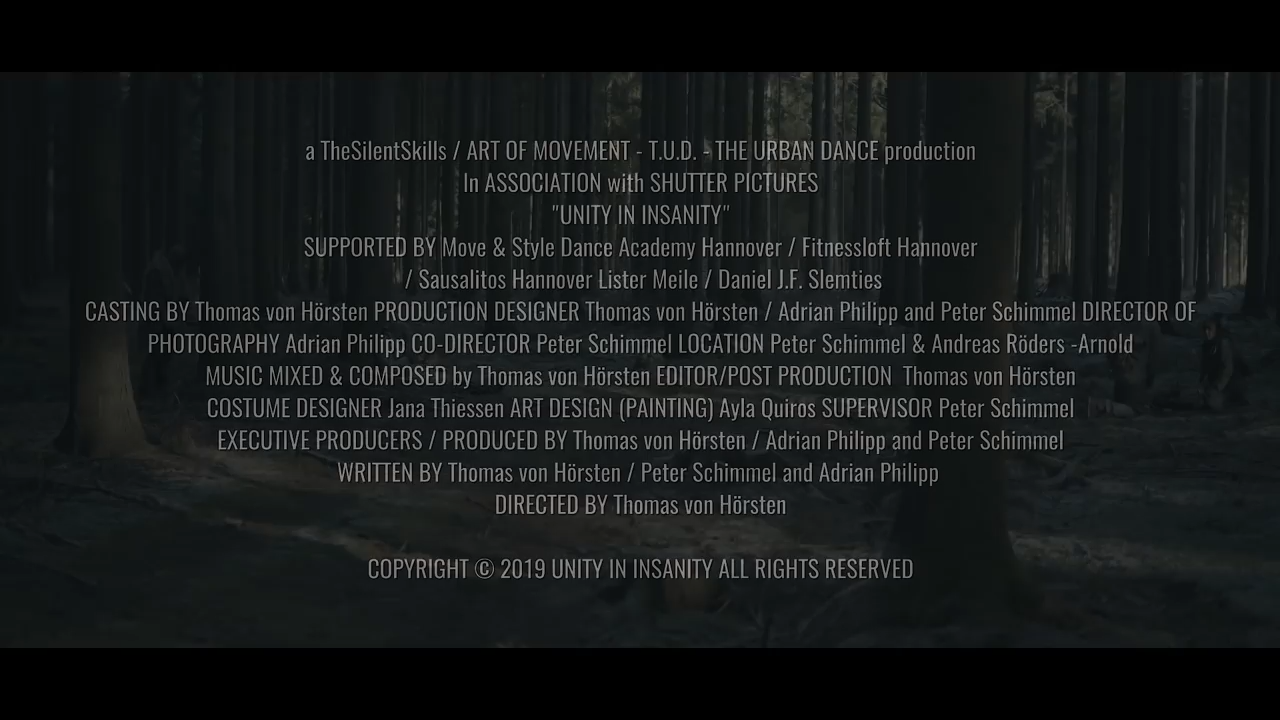 a TheSilentSkills / ART OF MOVEMENT - T.U.D. - THE URBAN DANCE production
In ASSOCIATION with SHUTTER PICTURES
"UNITY IN INSANITY"
SUPPORTED BY Move & Style Dance Academy Hannover / Fitnessloft Hannover
/ Sausalitos Hannover Lister Meile / Daniel J.F. Slemties
CASTING BY Thomas von Hörsten PRODUCTION DESIGNER Thomas von Hörsten / Adrian Philipp and Peter Schimmel DIRECTOR OF
PHOTOGRAPHY Adrian Philipp CO-DIRECTOR Peter Schimmel LOCATION Peter Schimmel & Andreas Röders -Arnold
MUSIC MIXED & COMPOSED by Thomas von Hörsten EDITOR/POST PRODUCTION  Thomas von Hörsten
COSTUME DESIGNER Jana Thiessen ART DESIGN (PAINTING) Ayla Quiros SUPERVISOR Peter Schimmel
EXECUTIVE PRODUCERS / PRODUCED BY Thomas von Hörsten / Adrian Philipp and Peter Schimmel
WRITTEN BY Thomas von Hörsten / Peter Schimmel and Adrian Philipp
DIRECTED BY Thomas von Hörsten
COPYRIGHT © 2019 UNITY IN INSANITY ALL RIGHTS RESERVED